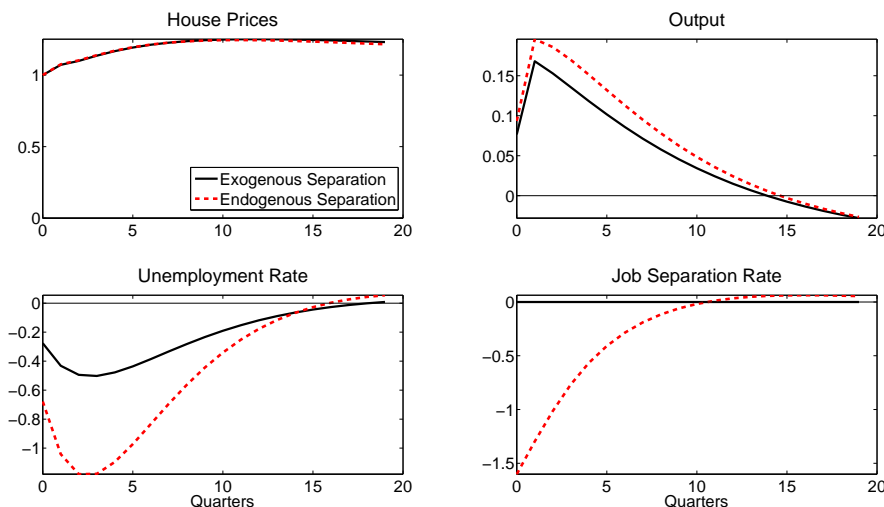 House Prices
1
0.5
0
0 5 10 15 20
Exogenous Separation
Endogenous Separation
Output
0.15
0.1
0.05
0
0 5 10 15 20
Unemployment Rate
0
−0.2
−0.4
−0.6
−0.8
−1
0 5 10 15 20
Quarters
Job Separation Rate
0
−0.5
−1
−1.5
0 5 10 15 20
Quarters